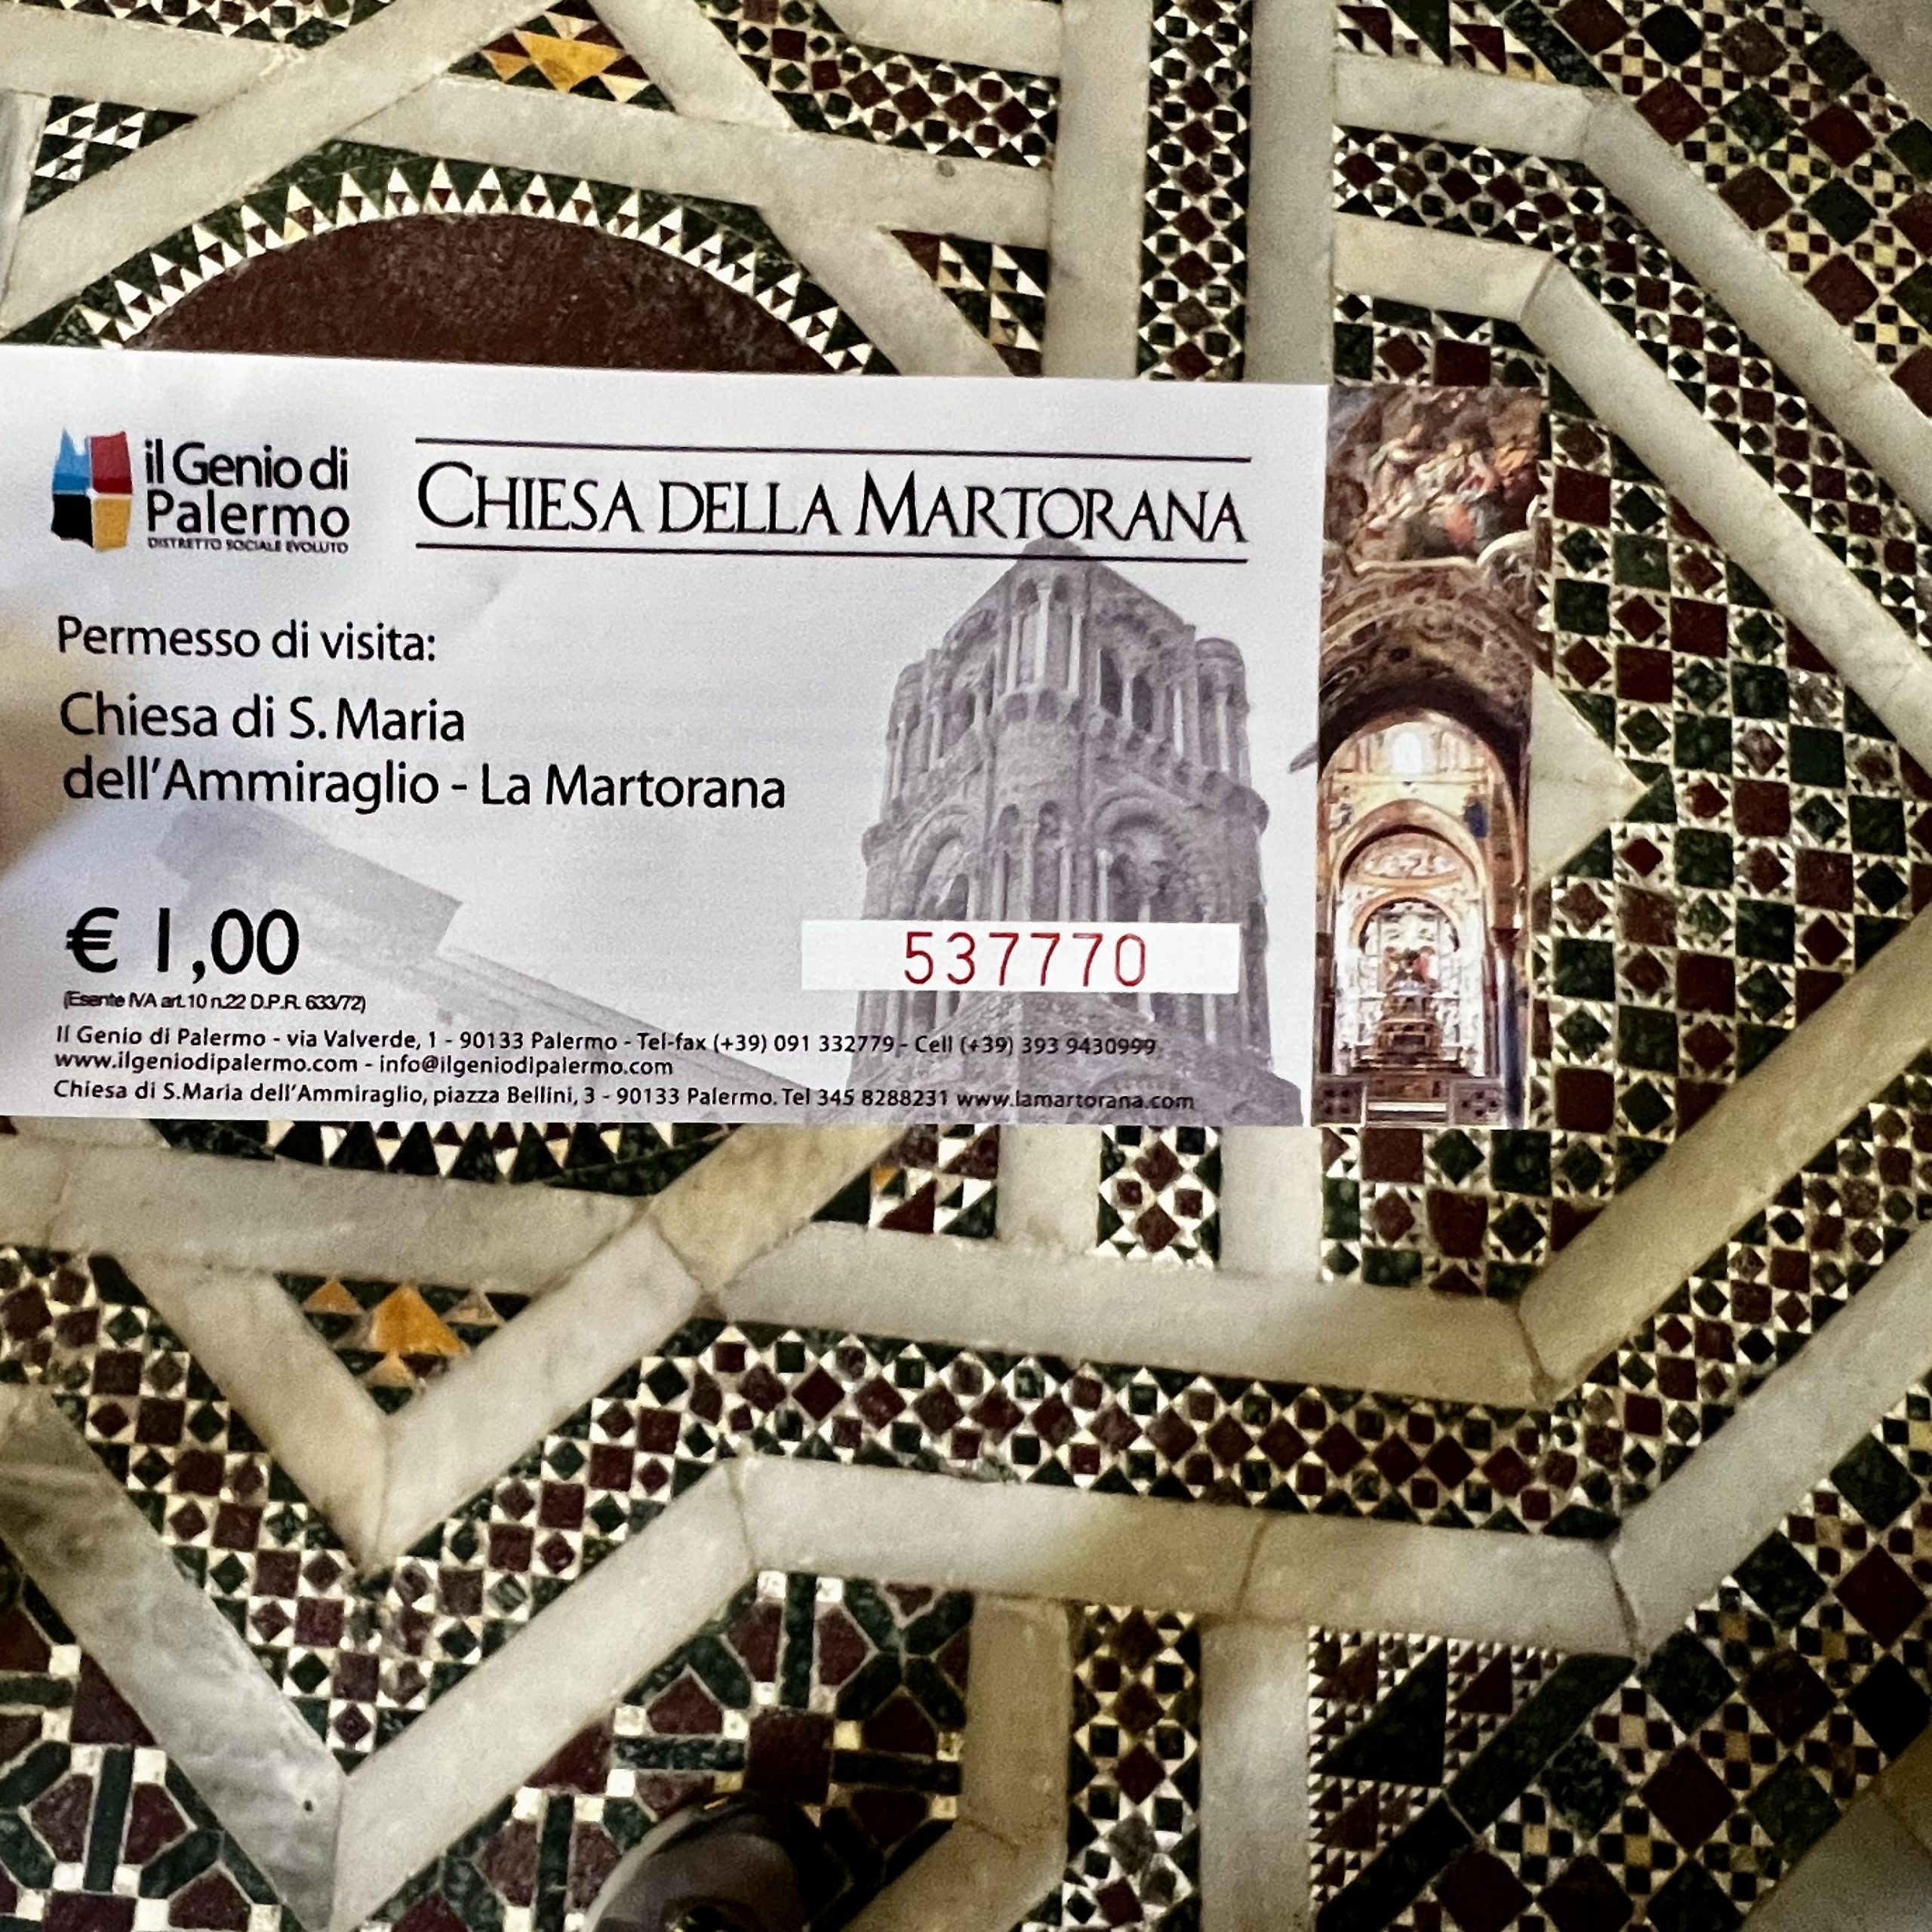 il Genio di
Palermo
DISTRETTO SOCIALE EVOLUTO
CHIESA DELLA MARTORANA
Permesso di visita:
Chiesa di S. Maria
dell'Ammiraglio - La Martorana
€ 1,00
537770
(Esente IVA art.10 n.22 D.P.R. 633/72)
Il Genio di Palermo - via Valverde, 1 - 90133 Palermo - Tel-fax (+39) 091 332779 - Cell (+39) 393 9430999
www.ilgeniodipalermo.com - info@ilgeniodipalermo.com
Chiesa di S.Maria dell'Ammiraglio, piazza Bellini, 3 - 90133 Palermo. Tel 345 8288231 www.lamartorana.com